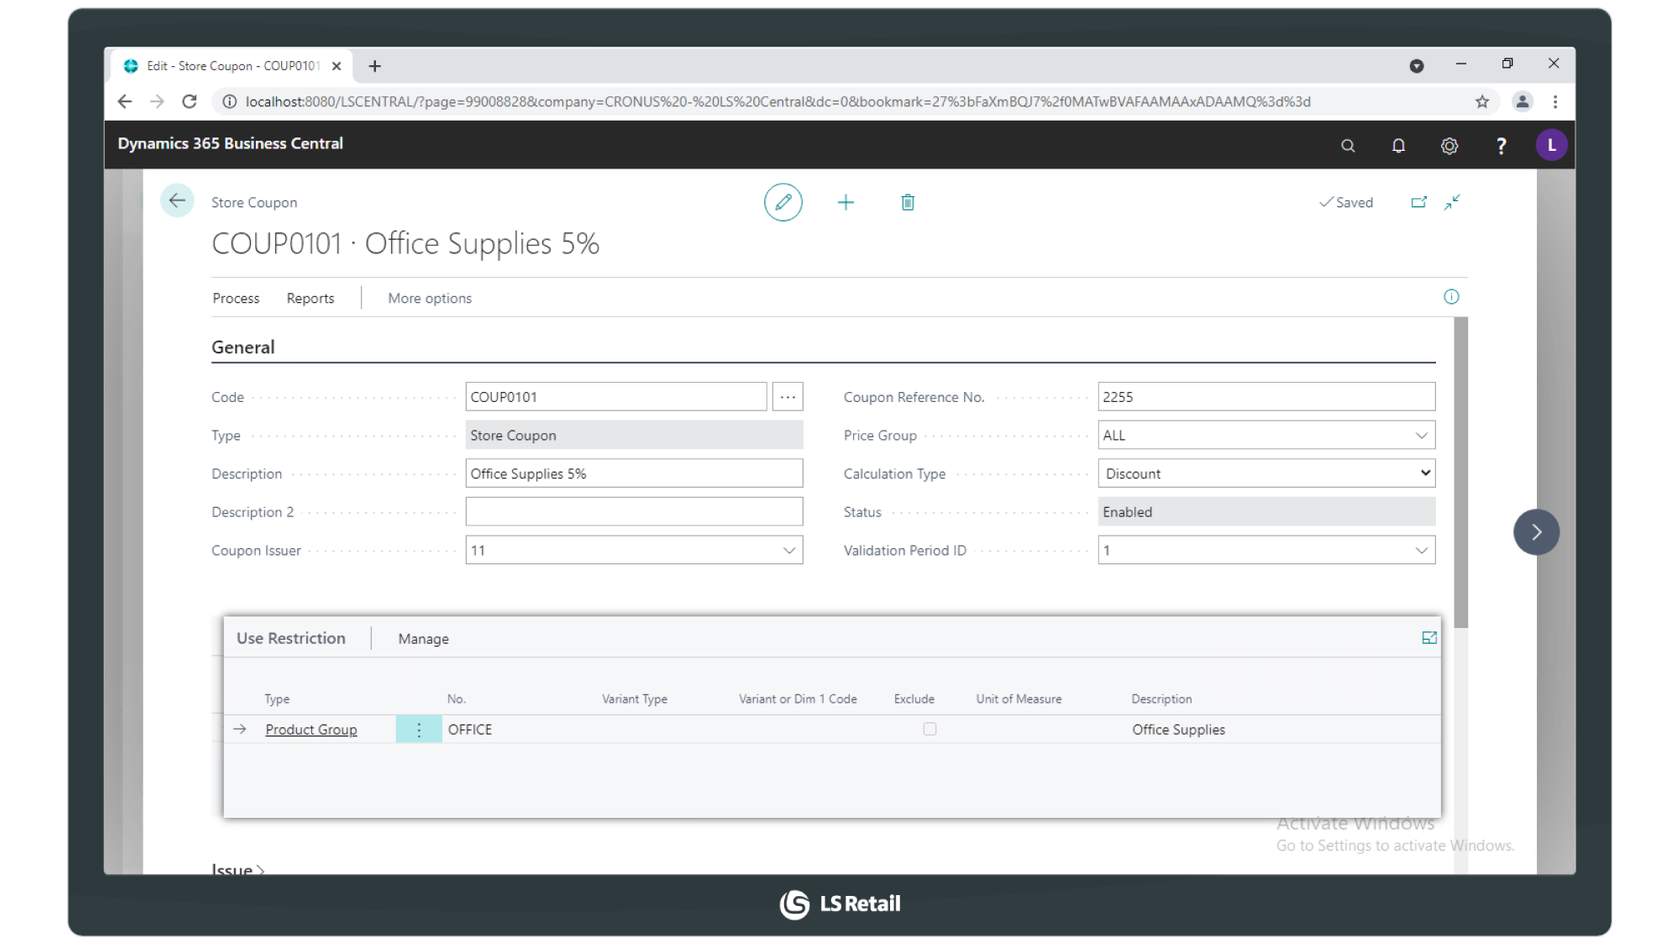 Edit - Store Coupon - COUP0101
localhost:8080/LSCENTRAL/?page=99008828&company=CRONUS%20-%20LS%20Central&dc=0&bookmark=27%3bFaXmBQJ7%2f0MATwBVAFAAMAAxADAAMQ%3d%3d
Dynamics 365 Business Central
? L
Store Coupon
Saved
COUP0101 · Office Supplies 5%
Process Reports More options
General
Code COUP0101 ... Coupon Reference No. 2255
Type Store Coupon Price Group ALL
Description Office Supplies 5% Calculation Type Discount
Description 2 Status Enabled
Coupon Issuer 11 Validation Period ID 1
Use Restriction Manage
Type No. Variant Type Variant or Dim 1 Code Exclude Unit of Measure Description
Product Group OFFICE Office Supplies
Activate Windows
Go to Settings to activate Windows.
Issue
LS Retail